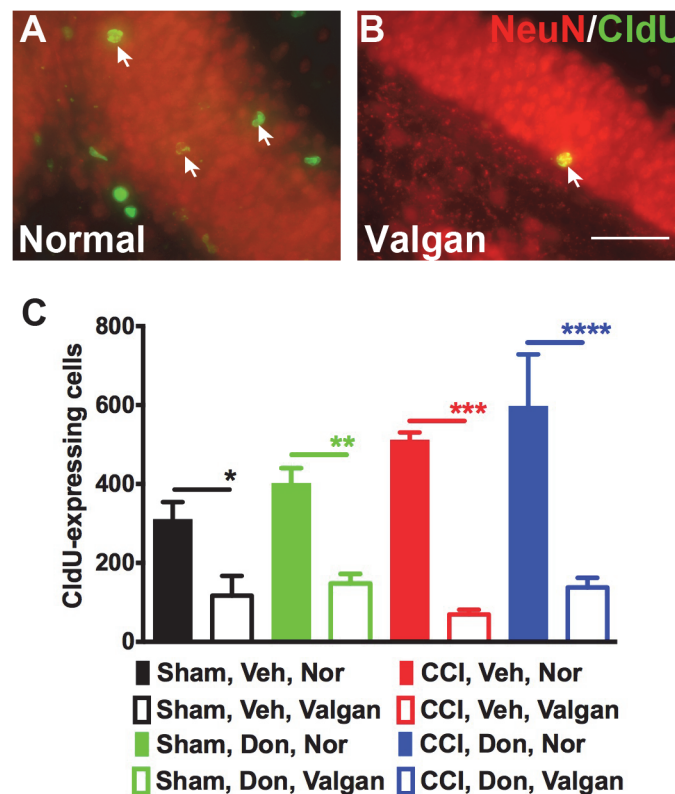 A
Normal
B
NeuN/CldU
Valgan
C
CldU-expressing cells
800
600
400
200
0
*
**
***
****
Sham, Veh, Nor
Sham, Veh, Valgan
Sham, Don, Nor
Sham, Don, Valgan
CCI, Veh, Nor
CCI, Veh, Valgan
CCI, Don, Nor
CCI, Don, Valgan